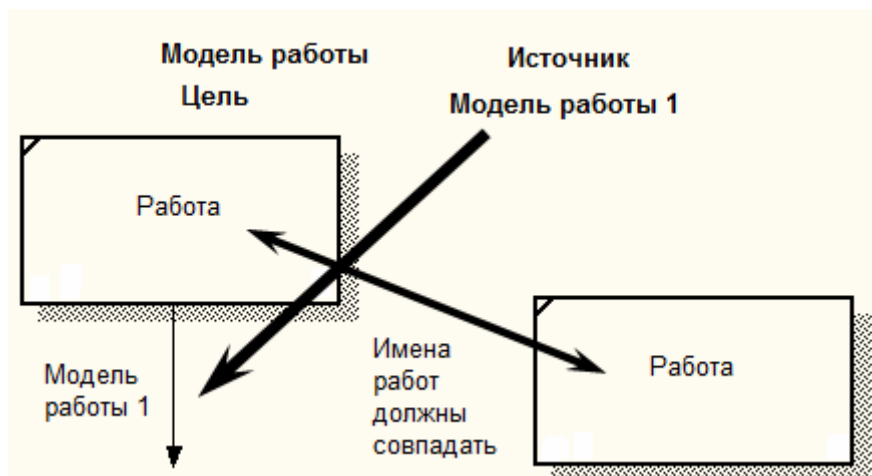 Модель работы
Цель
Источник
Модель работы 1
Работа
Модель
работы 1
Имена
работ
должны
совпадать
Работа